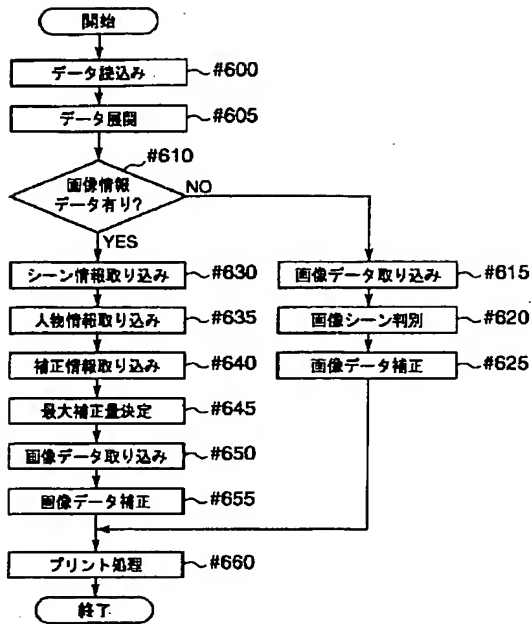 開始
データ読込み #600
データ展開 #605
#610
画像情報
データ有り?
NO
YES
シーン情報取り込み #630
人物情報取り込み #635
補正情報取り込み #640
最大補正量決定 #645
画像データ取り込み #650
画像データ補正 #655
画像データ取り込み #615
画像シーン判別 #620
画像データ補正 #625
プリント処理 #660
終了